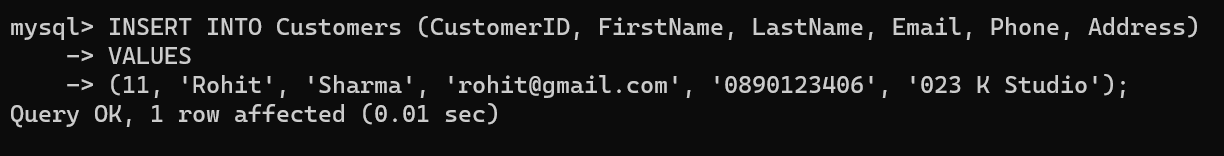 mysql> INSERT INTO Customers (CustomerID, FirstName, LastName, Email, Phone, Address)
    -> VALUES
    -> (11, 'Rohit', 'Sharma', 'rohit@gmail.com', '0890123406', '023 K Studio');
Query OK, 1 row affected (0.01 sec)